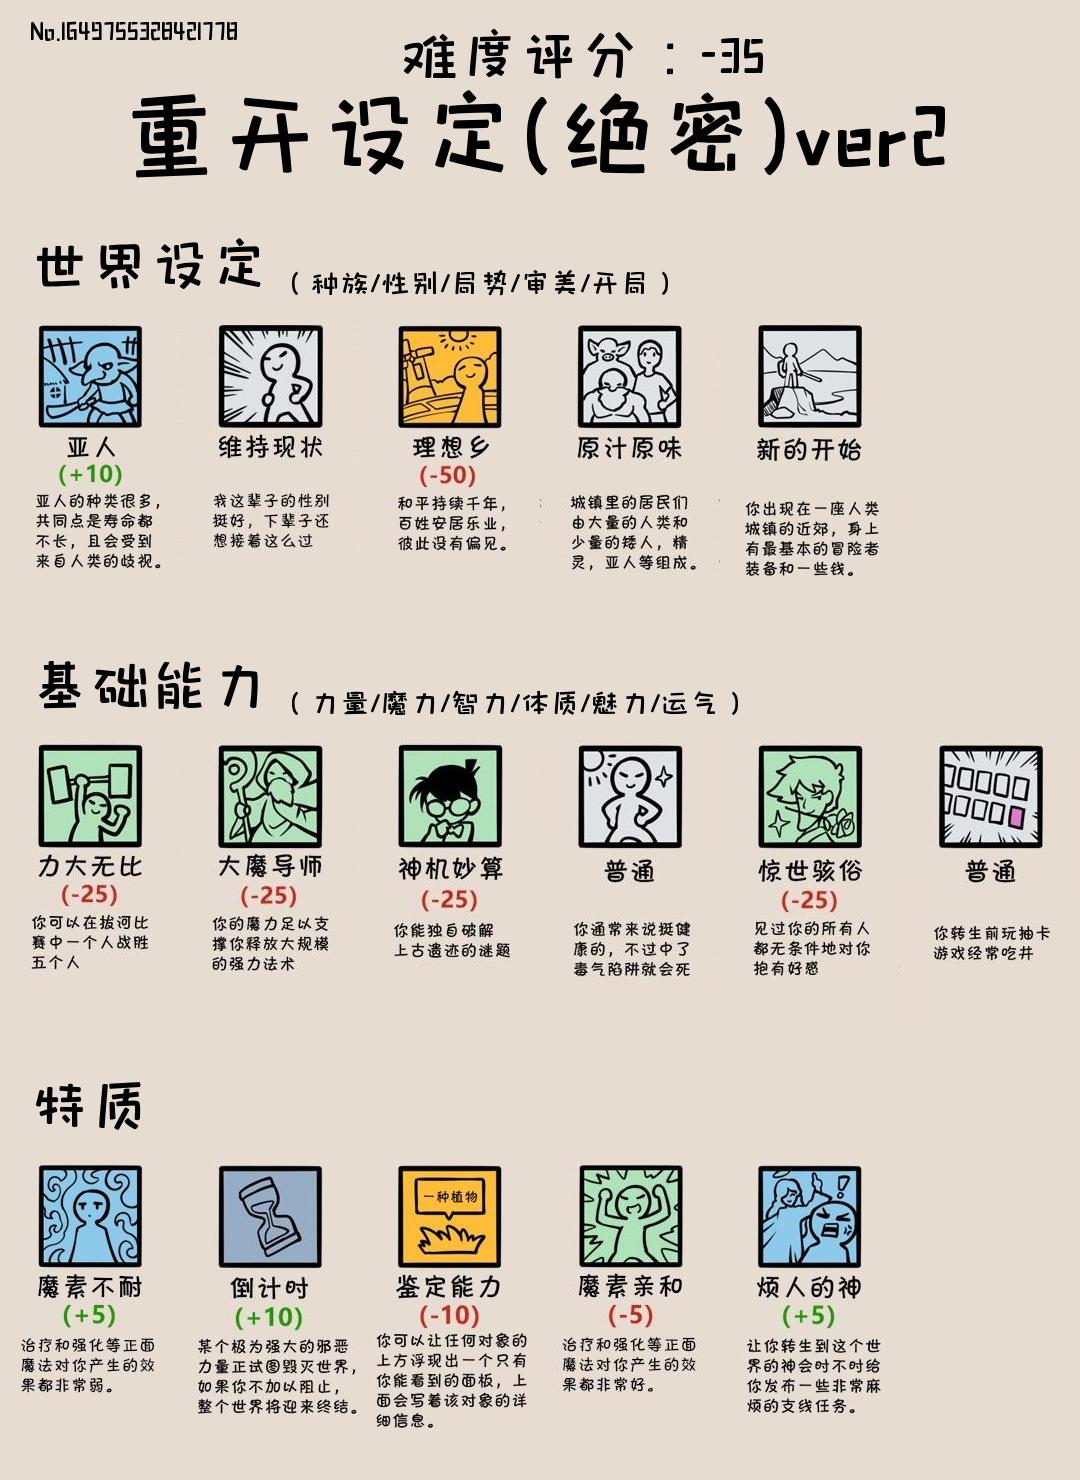 No.1649755328421778
难度评分：-35
重开设定(绝密)ver2
世界设定
（种族/性别/局势/审美/开局）
亚人
(+10)
亚人的种类很多，
共同点是寿命都
不长，且会受到
来自人类的歧视。
维持现状
我这辈子的性别
挺好，下辈子还
想接着这么过
理想乡
(-50)
和平持续千年，
百姓安居乐业，
彼此没有偏见。
原汁原味
城镇里的居民们
由大量的人类和
少量的矮人，精
灵，亚人等组成。
新的开始
你出现在一座人类
城镇的近郊，身上
有最基本的冒险者
装备和一些钱。
基础能力
（力量/魔力/智力/体质/魅力/运气）
力大无比
(-25)
你可以在拔河比
赛中一个人战胜
五个人
大魔导师
(-25)
你的魔力足以支
撑你释放大规模
的强力法术
神机妙算
(-25)
你能独自破解
上古遗迹的谜题
普通
你通常来说挺健
康的，不过中了
毒气陷阱就会死
惊世骇俗
(-25)
见过你的所有人
都无条件地对你
抱有好感
普通
你转生前玩抽卡
游戏经常吃井
特质
魔素不耐
(+5)
治疗和强化等正面
魔法对你产生的效
果都非常弱。
倒计时
(+10)
某个极为强大的邪恶
力量正试图毁灭世界，
如果你不加以阻止，
整个世界将迎来终结。
一种植物
鉴定能力
(-10)
你可以让任何对象的
上方浮现出一个只有
你能看到的面板，上
面会写着该对象的详
细信息。
魔素亲和
(-5)
治疗和强化等正面
魔法对你产生的效
果都非常好。
烦人的神
(+5)
让你转生到这个世
界的神会时不时给
你发布一些非常麻
烦的支线任务。